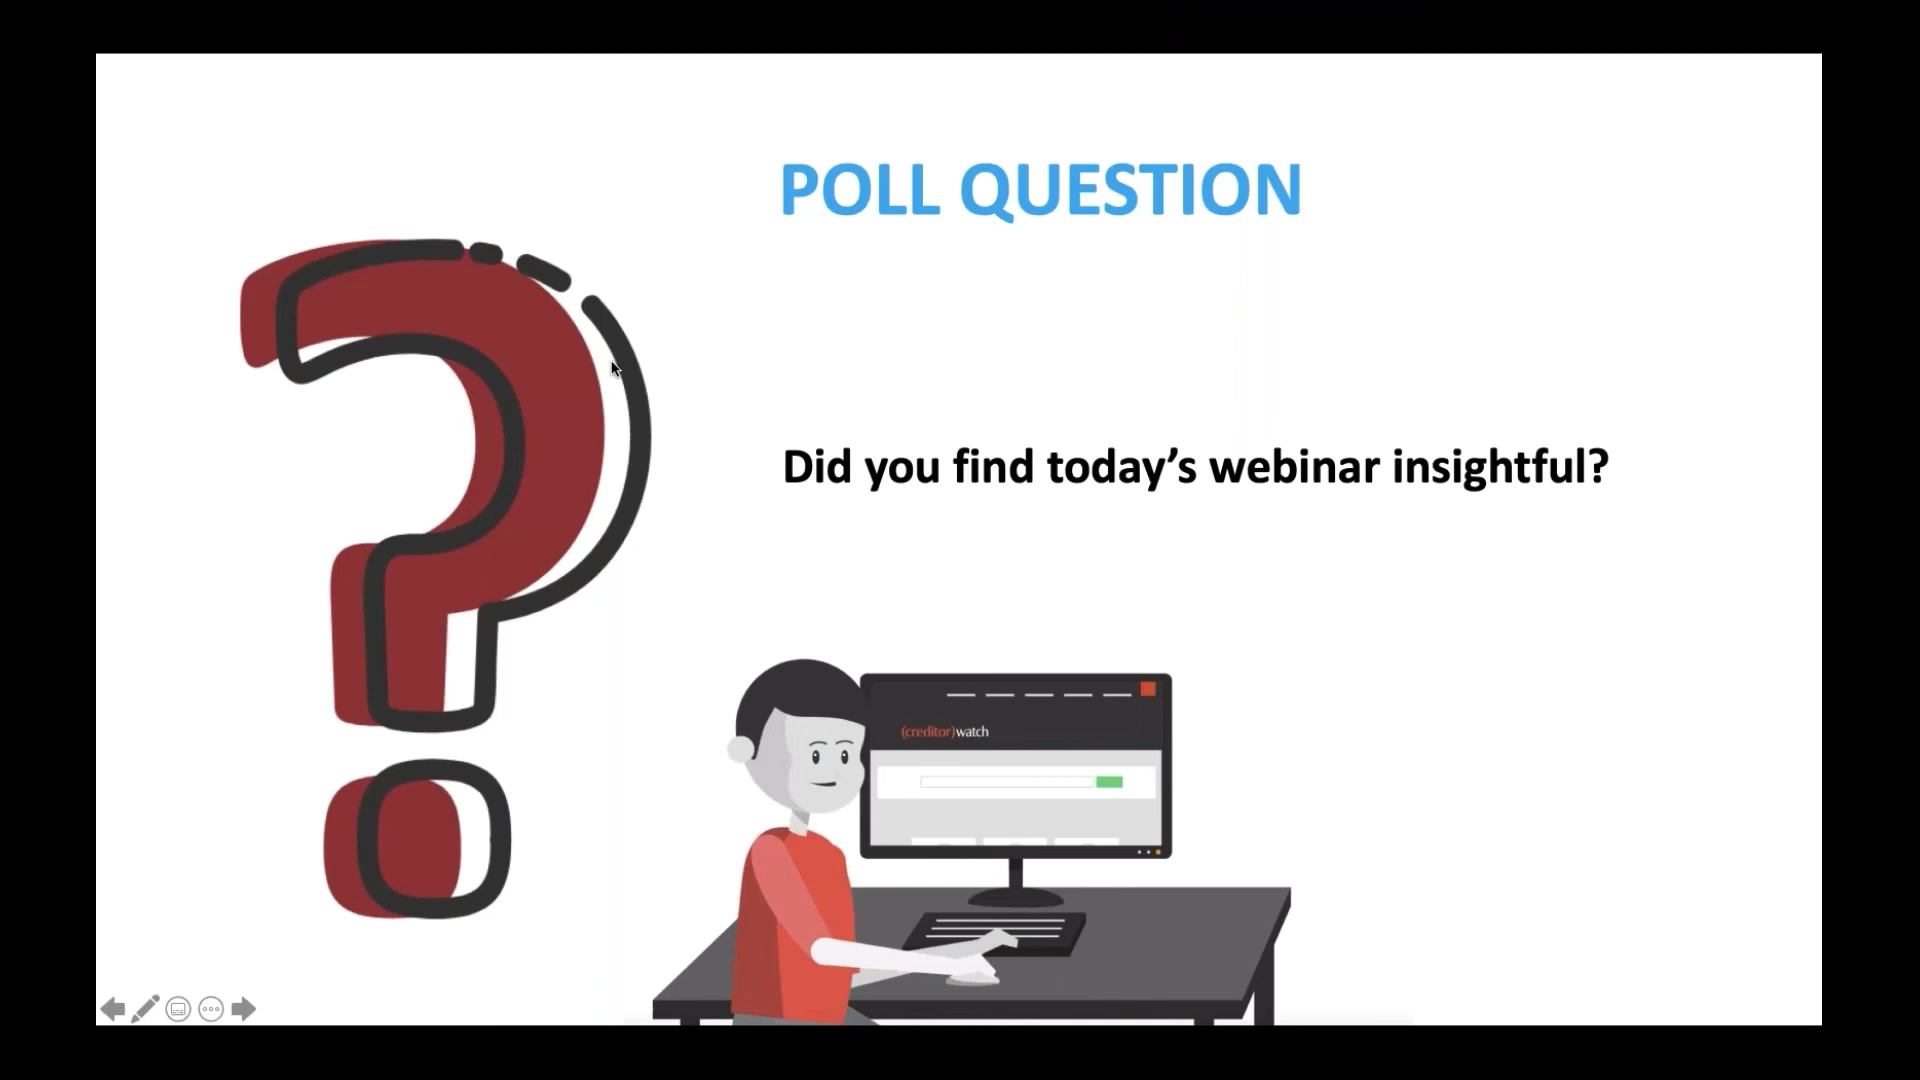 POLL QUESTION
Did you find today’s webinar insightful?
(creditor)watch